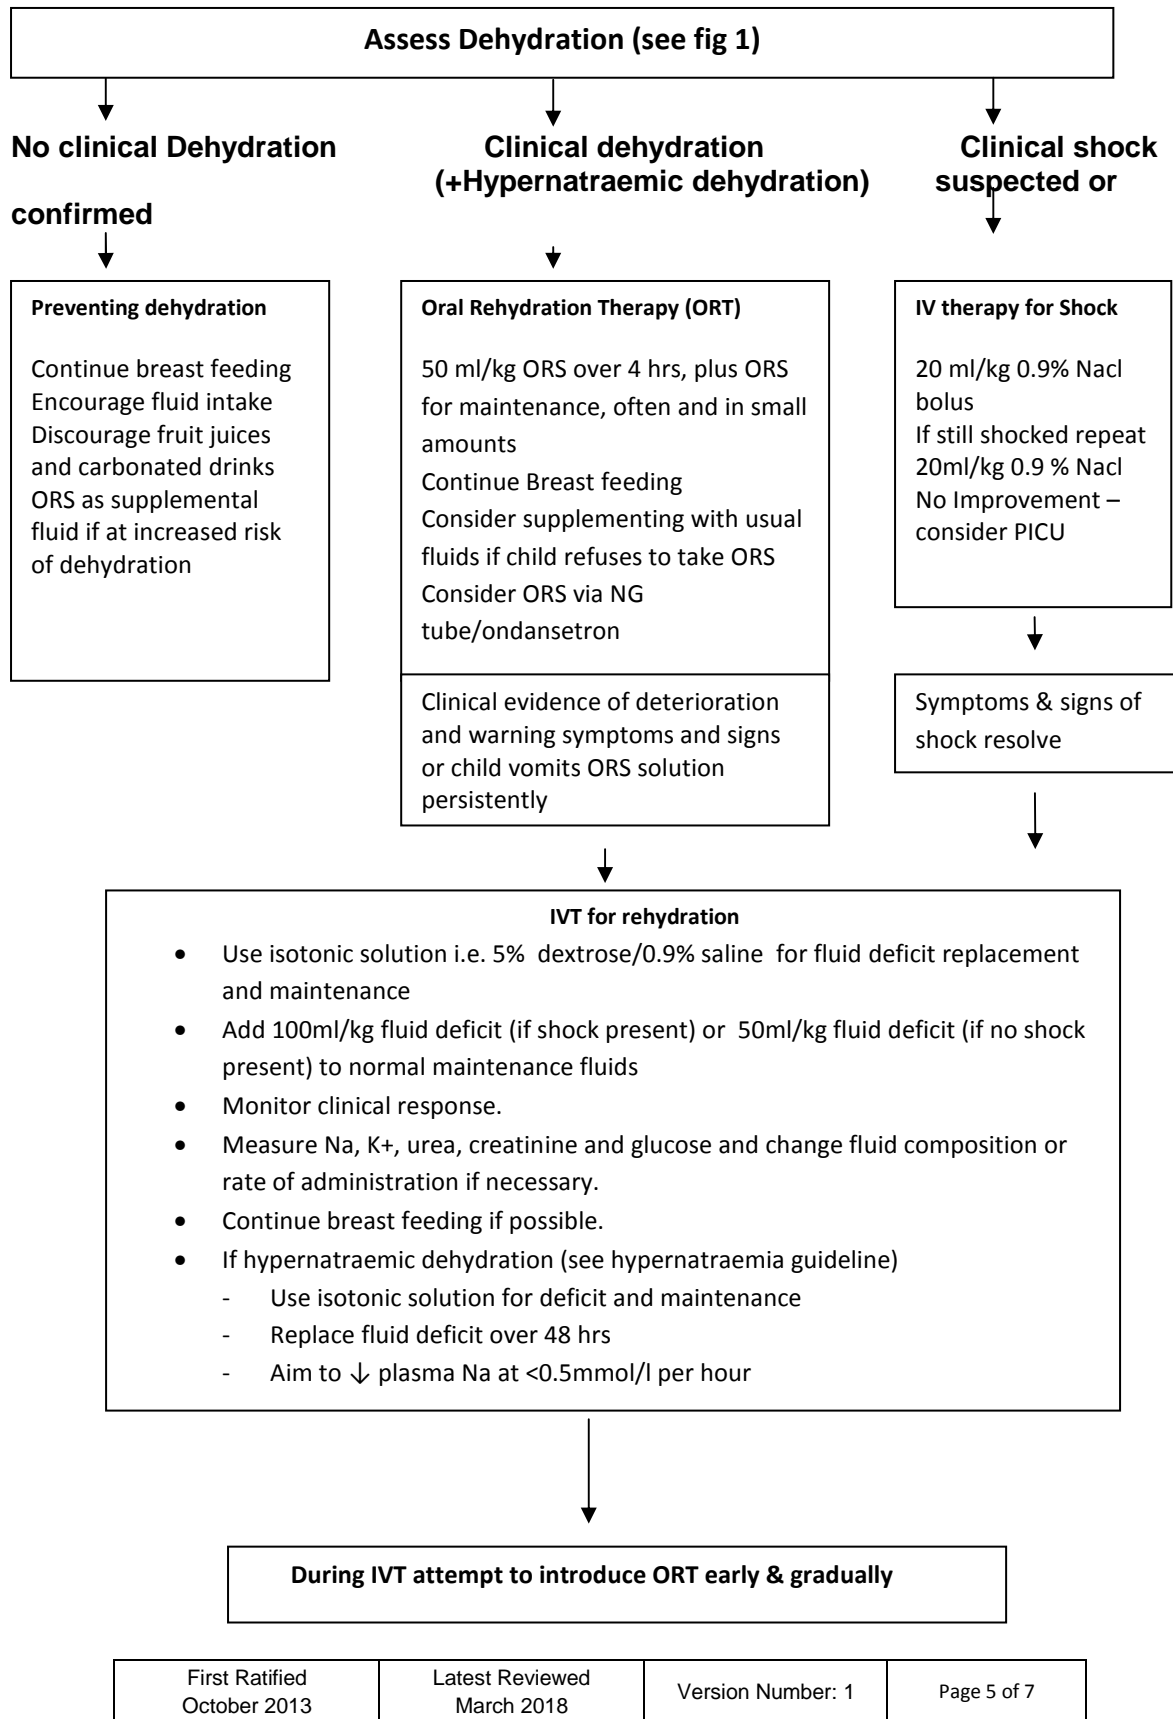 Assess Dehydration (see fig 1)
No clinical Dehydration Clinical dehydration Clinical shock
(+Hypernatraemic dehydration) suspected or
confirmed
Preventing dehydration
Continue breast feeding
Encourage fluid intake
Discourage fruit juices
and carbonated drinks
ORS as supplemental
fluid if at increased risk
of dehydration
Oral Rehydration Therapy (ORT)
50 ml/kg ORS over 4 hrs, plus ORS
for maintenance, often and in small
amounts
Continue Breast feeding
Consider supplementing with usual
fluids if child refuses to take ORS
Consider ORS via NG
tube/ondansetron
Clinical evidence of deterioration
and warning symptoms and signs
or child vomits ORS solution
persistently
IV therapy for Shock
20 ml/kg 0.9% Nacl
bolus
If still shocked repeat
20ml/kg 0.9 % Nacl
No Improvement –
consider PICU
Symptoms & signs of
shock resolve
IVT for rehydration
• Use isotonic solution i.e. 5% dextrose/0.9% saline for fluid deficit replacement
and maintenance
• Add 100ml/kg fluid deficit (if shock present) or 50ml/kg fluid deficit (if no shock
present) to normal maintenance fluids
• Monitor clinical response.
• Measure Na, K+, urea, creatinine and glucose and change fluid composition or
rate of administration if necessary.
• Continue breast feeding if possible.
• If hypernatraemic dehydration (see hypernatraemia guideline)
- Use isotonic solution for deficit and maintenance
- Replace fluid deficit over 48 hrs
- Aim to ↓ plasma Na at <0.5mmol/l per hour
During IVT attempt to introduce ORT early & gradually
First Ratified
October 2013
Latest Reviewed
March 2018
Version Number: 1
Page 5 of 7